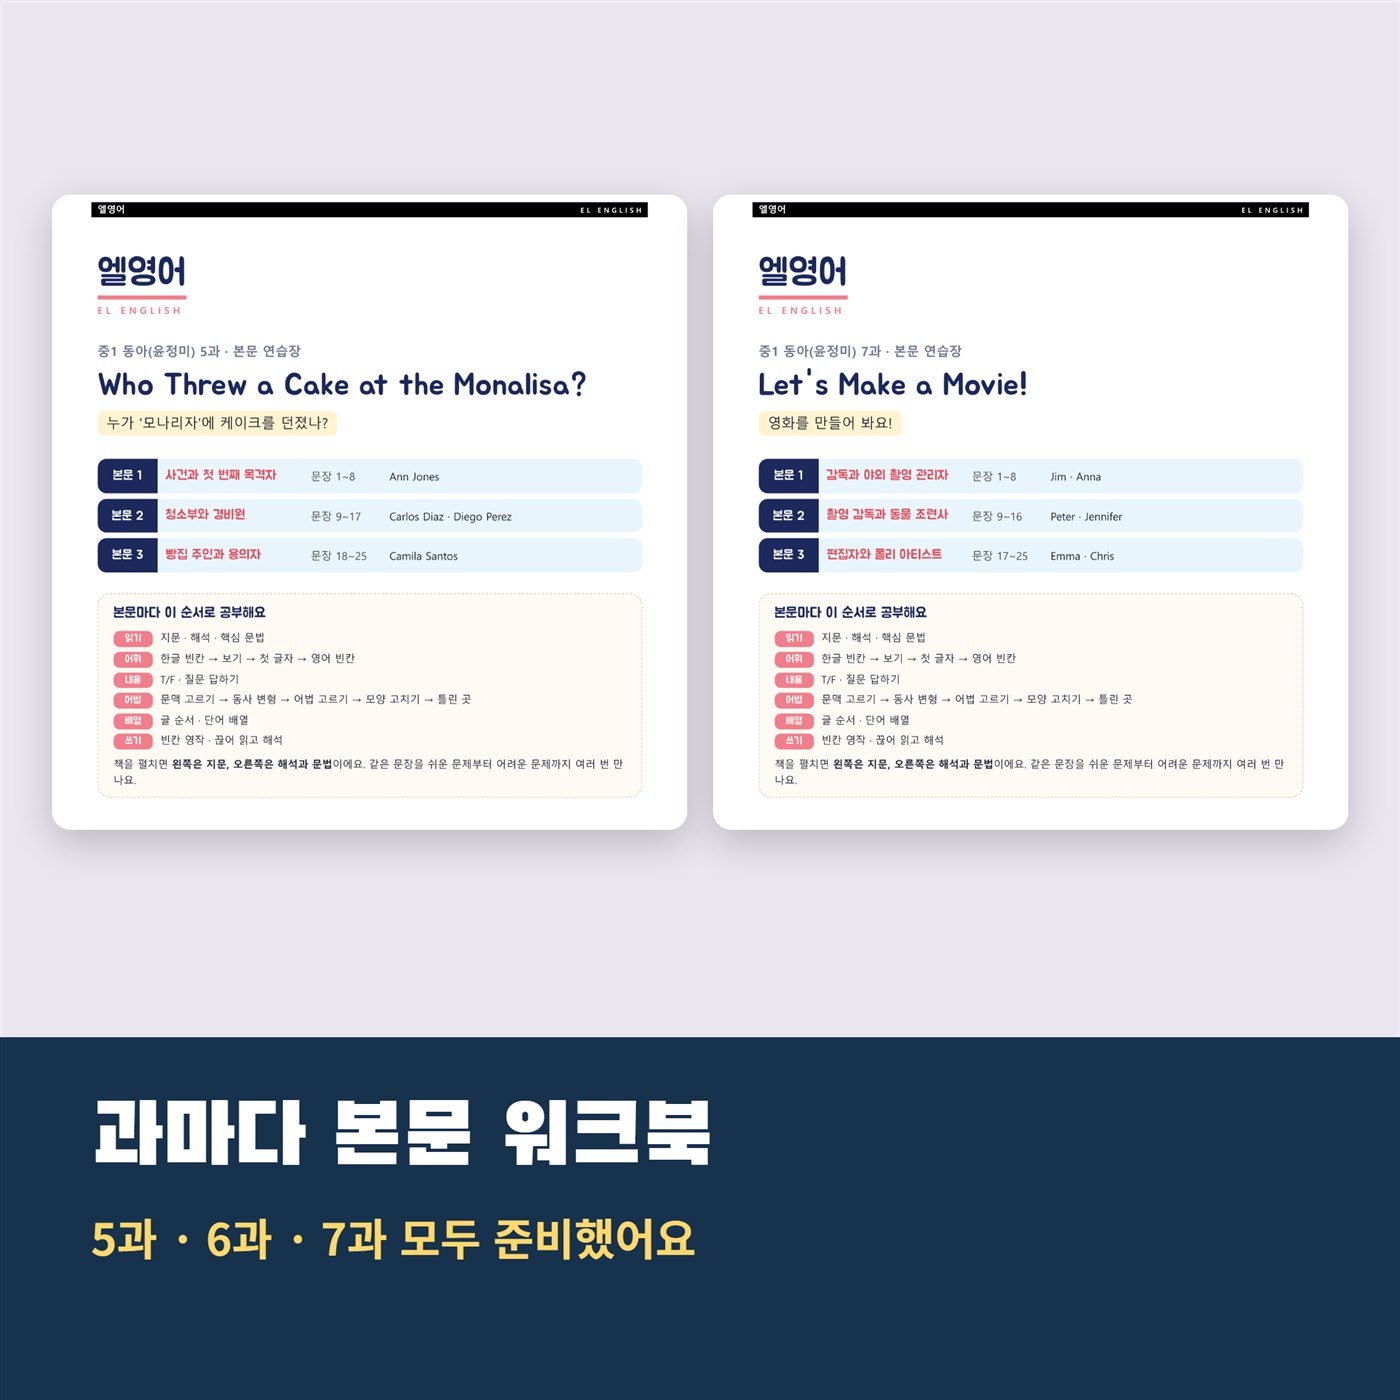 엘영어 EL ENGLISH
엘영어
EL ENGLISH
중1 동아(윤정미) 5과 · 본문 연습장
Who Threw a Cake at the Monalisa?
누가 '모나리자'에 케이크를 던졌나?
본문 1 사건과 첫 번째 목격자 문장 1~8 Ann Jones
본문 2 청소부와 경비원 문장 9~17 Carlos Diaz · Diego Perez
본문 3 빵집 주인과 용의자 문장 18~25 Camila Santos
본문마다 이 순서로 공부해요
읽기 지문 · 해석 · 핵심 문법
어휘 한글 빈칸 → 보기 → 첫 글자 → 영어 빈칸
내용 T/F · 질문 답하기
어법 문맥 고르기 → 동사 변형 → 어법 고르기 → 모양 고치기 → 틀린 곳
배열 글 순서 · 단어 배열
쓰기 빈칸 영작 · 끊어 읽고 해석
책을 펼치면 왼쪽은 지문, 오른쪽은 해석과 문법이에요. 같은 문장을 쉬운 문제부터 어려운 문제까지 여러 번 만
나요.
엘영어 EL ENGLISH
엘영어
EL ENGLISH
중1 동아(윤정미) 7과 · 본문 연습장
Let's Make a Movie!
영화를 만들어 봐요!
본문 1 감독과 야외 촬영 관리자 문장 1~8 Jim · Anna
본문 2 촬영 감독과 동물 조련사 문장 9~16 Peter · Jennifer
본문 3 편집자와 폴리 아티스트 문장 17~25 Emma · Chris
본문마다 이 순서로 공부해요
읽기 지문 · 해석 · 핵심 문법
어휘 한글 빈칸 → 보기 → 첫 글자 → 영어 빈칸
내용 T/F · 질문 답하기
어법 문맥 고르기 → 동사 변형 → 어법 고르기 → 모양 고치기 → 틀린 곳
배열 글 순서 · 단어 배열
쓰기 빈칸 영작 · 끊어 읽고 해석
책을 펼치면 왼쪽은 지문, 오른쪽은 해석과 문법이에요. 같은 문장을 쉬운 문제부터 어려운 문제까지 여러 번 만
나요.
과마다 본문 워크북
5과 · 6과 · 7과 모두 준비했어요